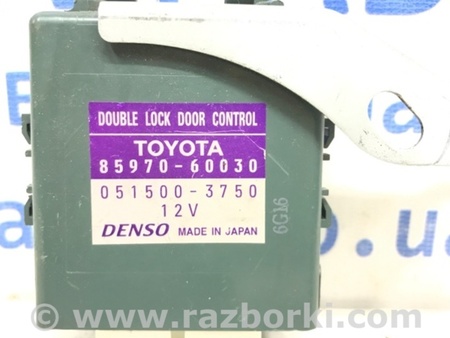 DOUBLE LOCK DOOR CONTROL
TOYOTA
85970-60030
051500-3750
12V
DENSO MADE IN JAPAN
6G16
© www.razborki.com